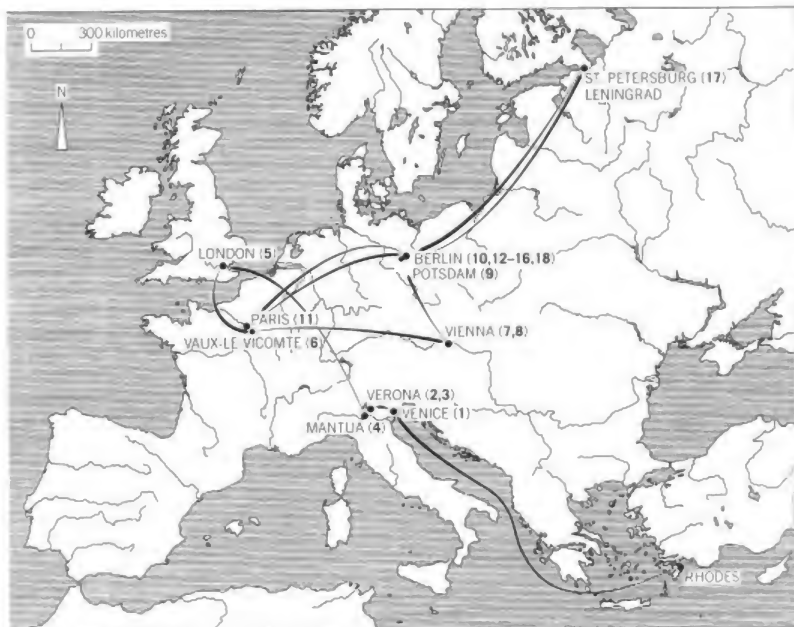 0 300 kilometres
N
ST. PETERSBURG (17)
LENINGRAD
LONDON (5)
BERLIN (10,12–16,18)
POTSDAM (9)
PARIS (11)
VAUX-LE VICOMTE (6)
VIENNA (7,8)
VERONA (2,3)
VENICE (1)
MANTUA (4)
RHODES